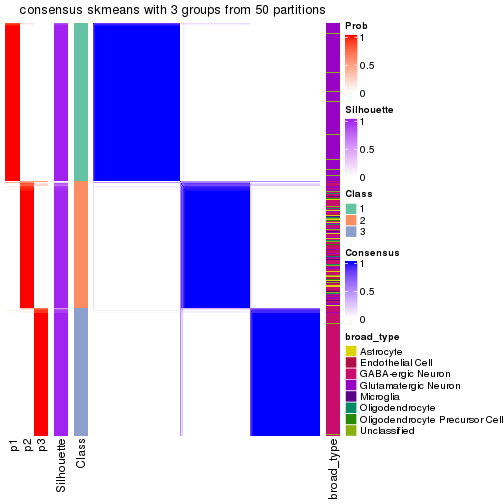 consensus skmeans with 3 groups from 50 partitions
Prob
1
0.5
0
Silhouette
1
0.5
0
Class
1
2
3
Consensus
1
0.5
0
broad_type
Astrocyte
Endothelial Cell
GABA-ergic Neuron
Glutamatergic Neuron
Microglia
Oligodendrocyte
Oligodendrocyte Precursor Cell
Unclassified
p1
p2
p3
Silhouette
Class
broad_type